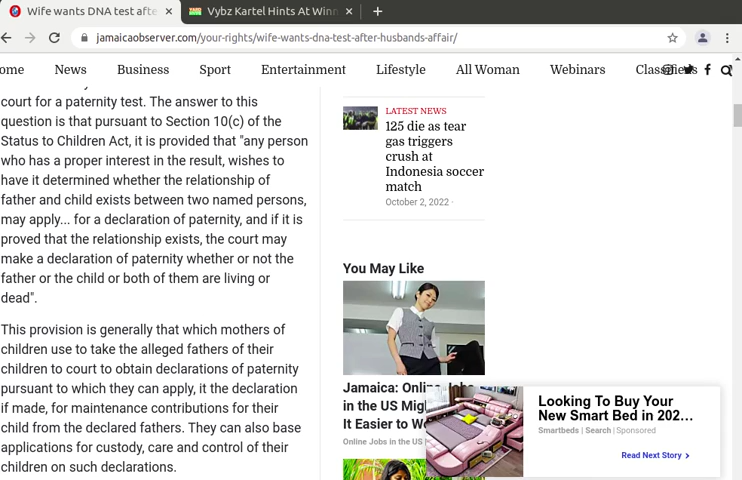 Wife wants DNA test afte
Vybz Kartel Hints At Winn
jamaicaobserver.com/your-rights/wife-wants-dna-test-after-husbands-affair/
ome News Business Sport Entertainment Lifestyle All Woman Webinars Classifieds
court for a paternity test. The answer to this
question is that pursuant to Section 10(c) of the
Status to Children Act, it is provided that "any person
who has a proper interest in the result, wishes to
have it determined whether the relationship of
father and child exists between two named persons,
may apply... for a declaration of paternity, and if it is
proved that the relationship exists, the court may
make a declaration of paternity whether or not the
father or the child or both of them are living or
dead".
This provision is generally that which mothers of
children use to take the alleged fathers of their
children to court to obtain declarations of paternity
pursuant to which they can apply, it the declaration
if made, for maintenance contributions for their
child from the declared fathers. They can also base
applications for custody, care and control of their
children on such declarations.
LATEST NEWS
125 die as tear
gas triggers
crush at
Indonesia soccer
match
October 2, 2022
You May Like
Jamaica: Online Jobs
in the US Mig
It Easier to W
Online Jobs in the US
Looking To Buy Your
New Smart Bed in 202...
Smartbeds | Search | Sponsored
Read Next Story